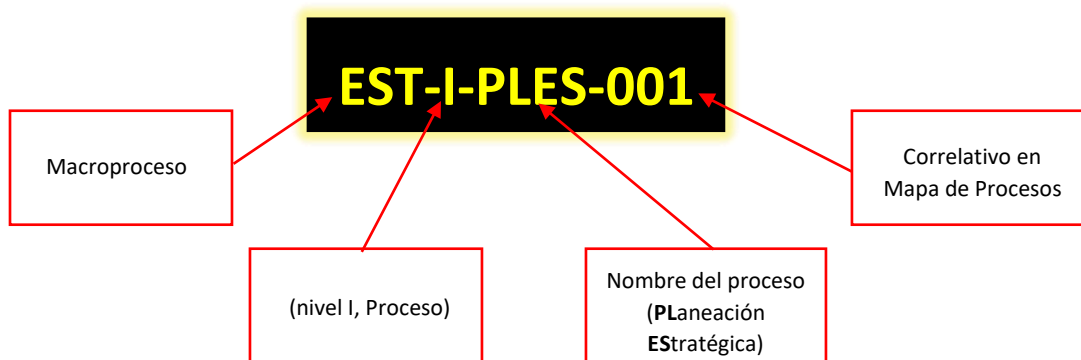 EST-I-PLES-001
Macroproceso
Correlativo en
Mapa de Procesos
(nivel I, Proceso)
Nombre del proceso
(PLaneación
EStratégica)